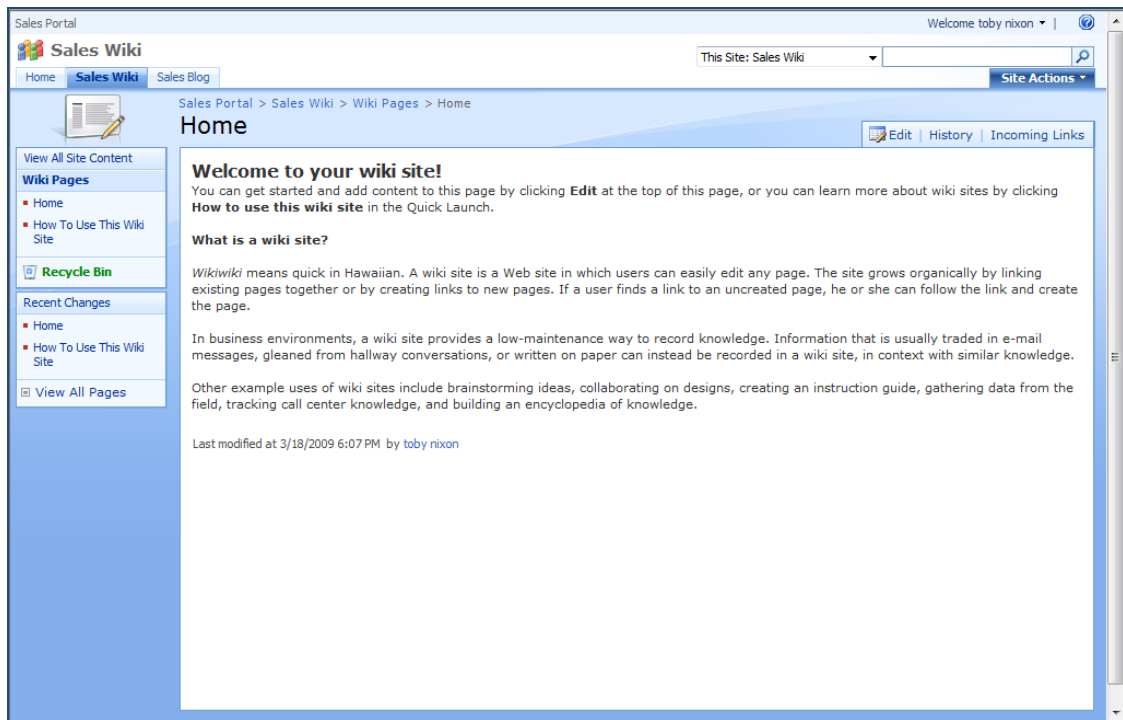 Sales Portal
Welcome toby nixon
Sales Wiki
This Site: Sales Wiki
Home Sales Wiki Sales Blog
Site Actions
Sales Portal > Sales Wiki > Wiki Pages > Home
Home
Edit | History | Incoming Links
View All Site Content
Wiki Pages
Home
How To Use This Wiki
Site
Recycle Bin
Recent Changes
Home
How To Use This Wiki
Site
View All Pages
Welcome to your wiki site!
You can get started and add content to this page by clicking Edit at the top of this page, or you can learn more about wiki sites by clicking
How to use this wiki site in the Quick Launch.
What is a wiki site?
Wikiwiki means quick in Hawaiian. A wiki site is a Web site in which users can easily edit any page. The site grows organically by linking
existing pages together or by creating links to new pages. If a user finds a link to an uncreated page, he or she can follow the link and create
the page.
In business environments, a wiki site provides a low-maintenance way to record knowledge. Information that is usually traded in e-mail
messages, gleaned from hallway conversations, or written on paper can instead be recorded in a wiki site, in context with similar knowledge.
Other example uses of wiki sites include brainstorming ideas, collaborating on designs, creating an instruction guide, gathering data from the
field, tracking call center knowledge, and building an encyclopedia of knowledge.
Last modified at 3/18/2009 6:07 PM by toby nixon